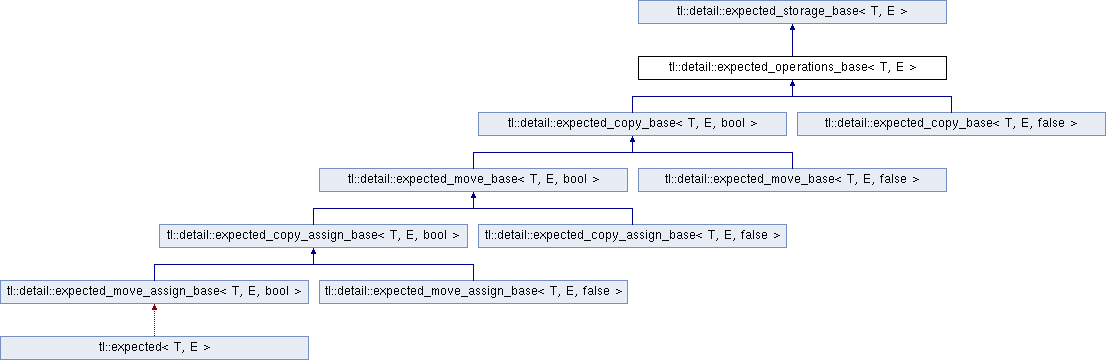 tl::detail::expected_storage_base< T, E >
tl::detail::expected_operations_base< T, E >
tl::detail::expected_copy_base< T, E, bool >
tl::detail::expected_copy_base< T, E, false >
tl::detail::expected_move_base< T, E, bool >
tl::detail::expected_move_base< T, E, false >
tl::detail::expected_copy_assign_base< T, E, bool >
tl::detail::expected_copy_assign_base< T, E, false >
tl::detail::expected_move_assign_base< T, E, bool >
tl::detail::expected_move_assign_base< T, E, false >
tl::expected< T, E >